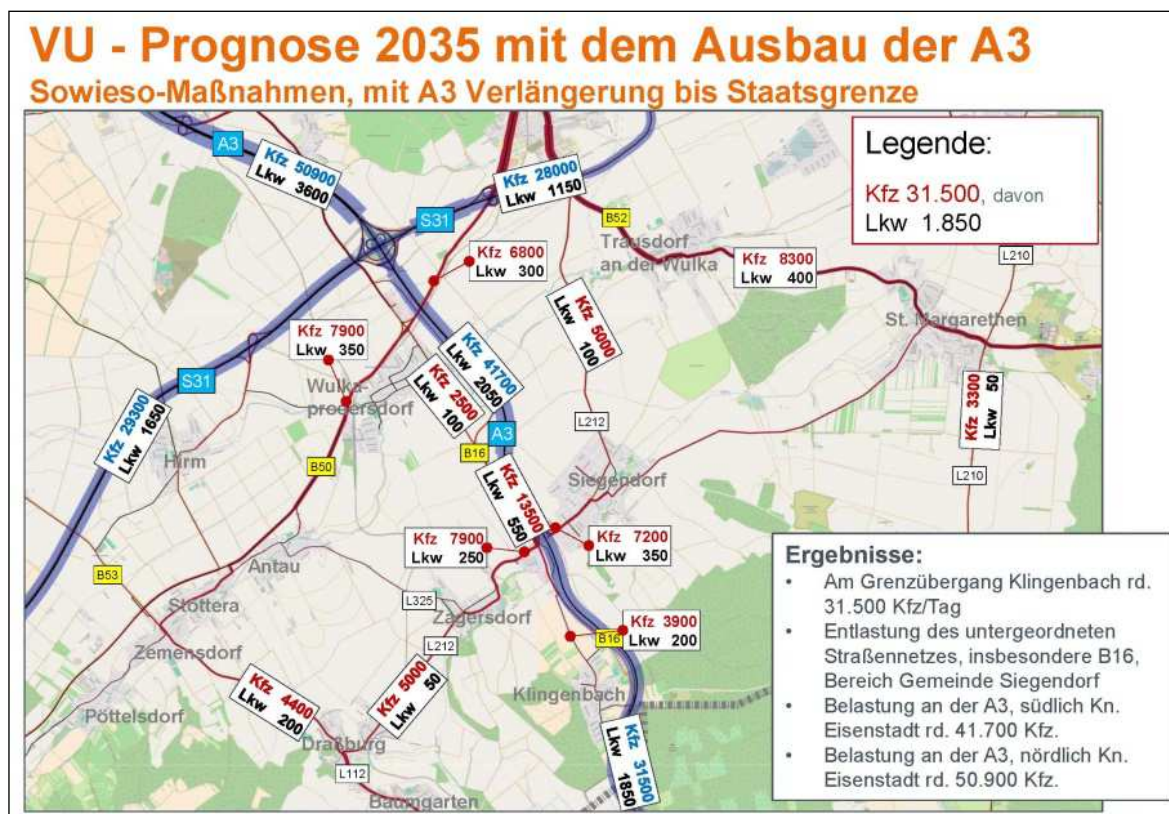 VU - Prognose 2035 mit dem Ausbau der A3
Sowieso-Maßnahmen, mit A3 Verlängerung bis Staatsgrenze
Legende:
Kfz 31.500, davon
Lkw 1.850
A3
Kfz 50900
Lkw 3600
Kfz 28000
Lkw 1150
S31
B52
Trausdorf
an der Wulka
Kfz 6800
Lkw 300
Kfz 8300
Lkw 400
L210
Kfz 5000
Lkw 100
St. Margarethen
Kfz 7900
Lkw 350
Kfz 41700
Lkw 2050
S31
Wulka-
prodersdorf
Kfz 2500
Lkw 100
Kfz 3300
Lkw 50
Kfz 29300
Lkw 1650
L212
A3
B16
Hirm
B50
L210
Siegendorf
Kfz 13500
Lkw 550
Kfz 7900
Lkw 250
Kfz 7200
Lkw 350
Antau
B53
L325
Stöttera
Zagersdorf
Kfz 3900
Lkw 200
B16
L212
Zemensdorf
Kfz 5000
Lkw 50
Klingenbach
Kfz 4400
Lkw 200
Pöttelsdorf
Draßburg
Kfz 31500
Lkw 1850
L112
Baumgarten
Ergebnisse:
• Am Grenzübergang Klingenbach rd.
31.500 Kfz/Tag
• Entlastung des untergeordneten
Straßennetzes, insbesondere B16,
Bereich Gemeinde Siegendorf
• Belastung an der A3, südlich Kn.
Eisenstadt rd. 41.700 Kfz.
• Belastung an der A3, nördlich Kn.
Eisenstadt rd. 50.900 Kfz.